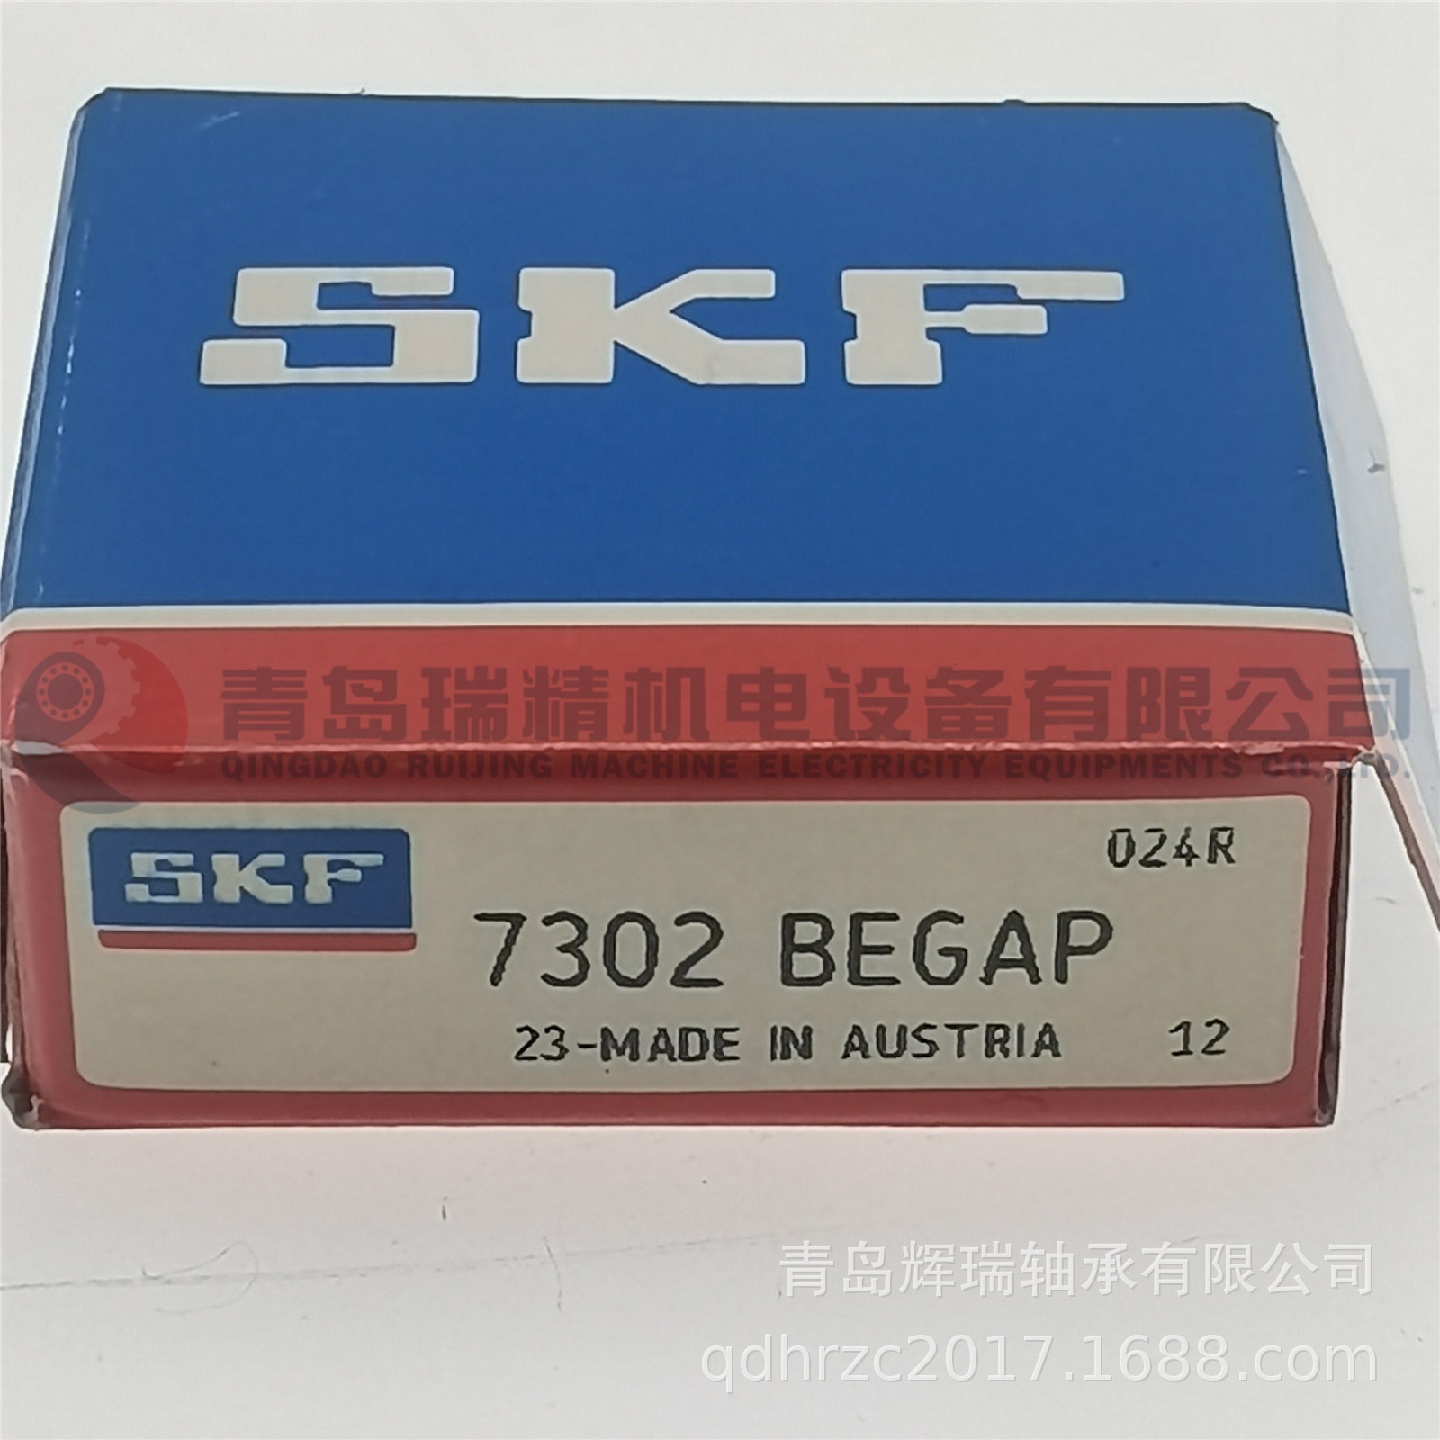 SKF
青岛瑞精机电设备有限公司
QINGDAO RUIJING MACHINE ELECTRICITY EQUIPMENTS CO.,LTD.
SKF
024R
7302 BEGAP
23-MADE IN AUSTRIA 12
青岛辉瑞轴承有限公司
qdhrzc2017.1688.com